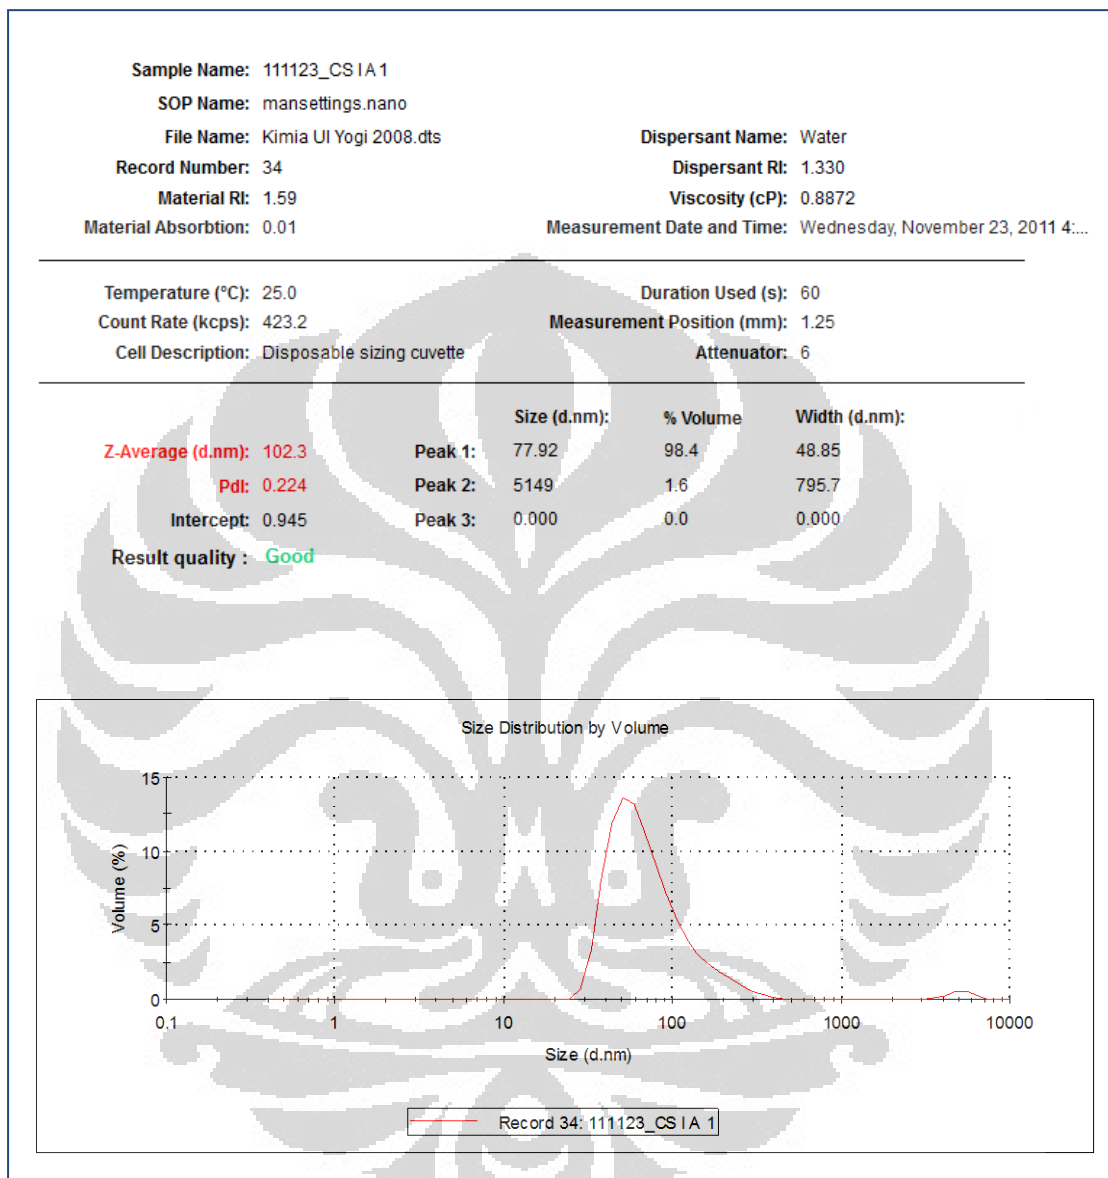 Sample Name: 111123_CS I A 1
SOP Name: mansettings.nano
File Name: Kimia UI Yogi 2008.dts Dispersant Name: Water
Record Number: 34 Dispersant RI: 1.330
Material RI: 1.59 Viscosity (cP): 0.8872
Material Absorbtion: 0.01 Measurement Date and Time: Wednesday, November 23, 2011 4:...
Temperature (°C): 25.0 Duration Used (s): 60
Count Rate (kcps): 423.2 Measurement Position (mm): 1.25
Cell Description: Disposable sizing cuvette Attenuator: 6
Size (d.nm): % Volume Width (d.nm):
Z-Average (d.nm): 102.3 Peak 1: 77.92 98.4 48.85
PdI: 0.224 Peak 2: 5149 1.6 795.7
Intercept: 0.945 Peak 3: 0.000 0.0 0.000
Result quality : Good
Size Distribution by Volume
Volume (%)
15
10
5
0
0.1 1 10 100 1000 10000
Size (d.nm)
Record 34: 111123_CS I A 1